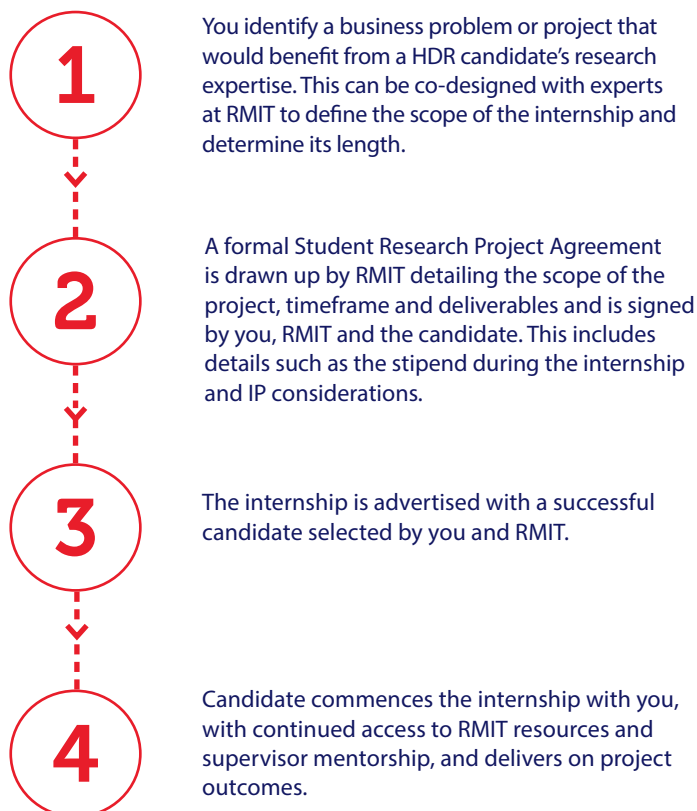 1
You identify a business problem or project that
would benefit from a HDR candidate's research
expertise. This can be co-designed with experts
at RMIT to define the scope of the internship and
determine its length.
2
A formal Student Research Project Agreement
is drawn up by RMIT detailing the scope of the
project, timeframe and deliverables and is signed
by you, RMIT and the candidate. This includes
details such as the stipend during the internship
and IP considerations.
3
The internship is advertised with a successful
candidate selected by you and RMIT.
4
Candidate commences the internship with you,
with continued access to RMIT resources and
supervisor mentorship, and delivers on project
outcomes.